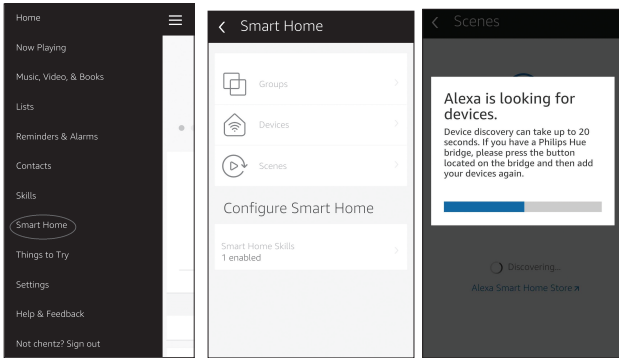 Home
Now Playing
Music, Video, & Books
Lists
Reminders & Alarms
Contacts
Skills
Smart Home
Things to Try
Settings
Help & Feedback
Not chentz? Sign out
Smart Home
Groups
Devices
Scenes
Configure Smart Home
Smart Home Skills
1 enabled
Scenes
Alexa is looking for
devices.
Device discovery can take up to 20
seconds. If you have a Philips Hue
bridge, please press the button
located on the bridge and then add
your devices again.
Discovering...
Alexa Smart Home Store